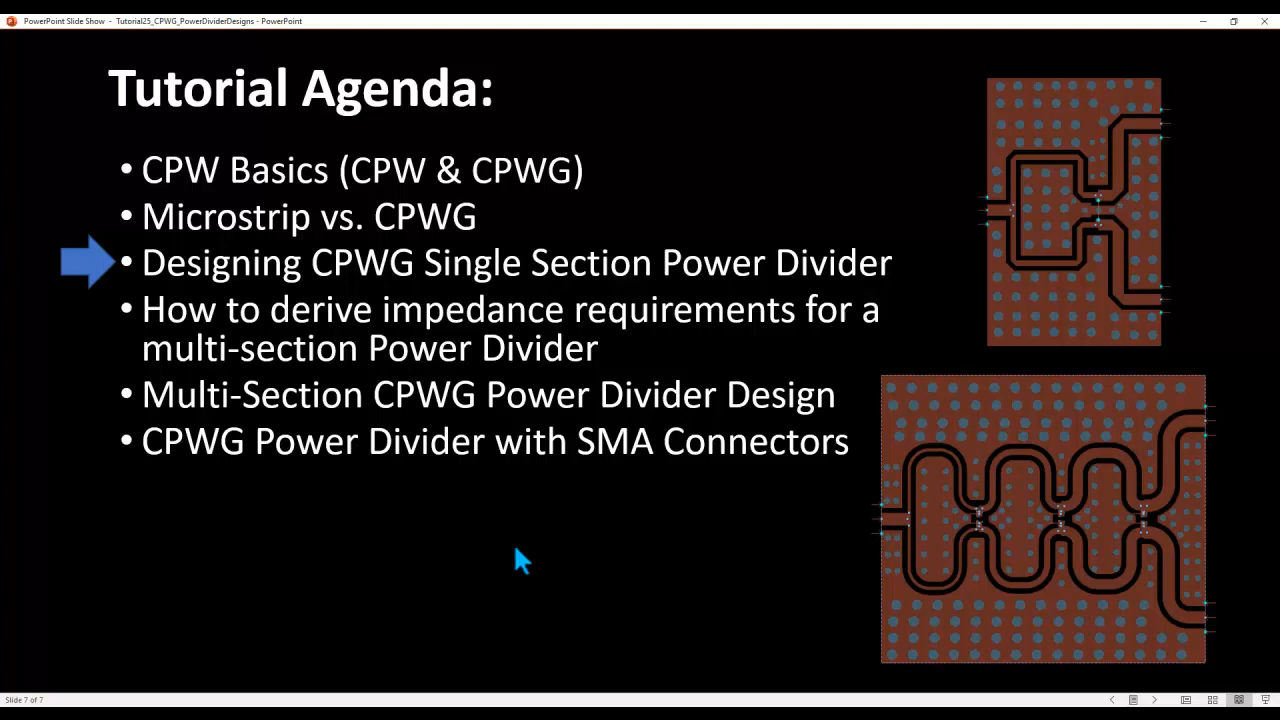 PowerPoint Slide Show - Tutorial25_CPWG_PowerDividerDesigns - PowerPoint
Tutorial Agenda:
• CPW Basics (CPW & CPWG)
• Microstrip vs. CPWG
• Designing CPWG Single Section Power Divider
• How to derive impedance requirements for a
multi-section Power Divider
• Multi-Section CPWG Power Divider Design
• CPWG Power Divider with SMA Connectors
Slide 7 of 7